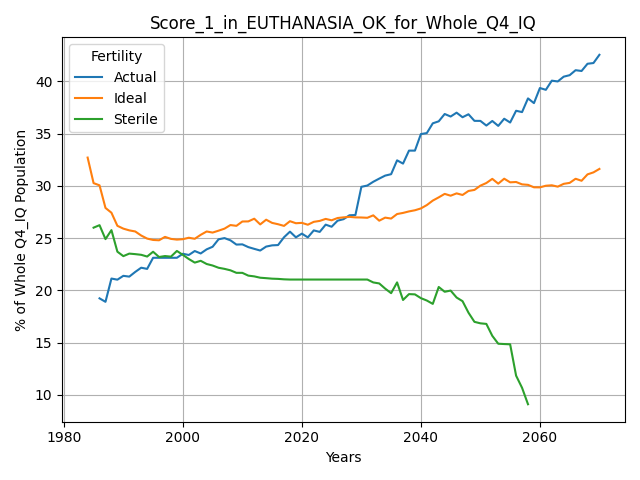 Score_1_in_EUTHANASIA_OK_for_Whole_Q4_IQ
Fertility
Actual
Ideal
Sterile
% of Whole Q4_IQ Population
40
35
30
25
20
15
10
1980
2000
2020
2040
2060
Years